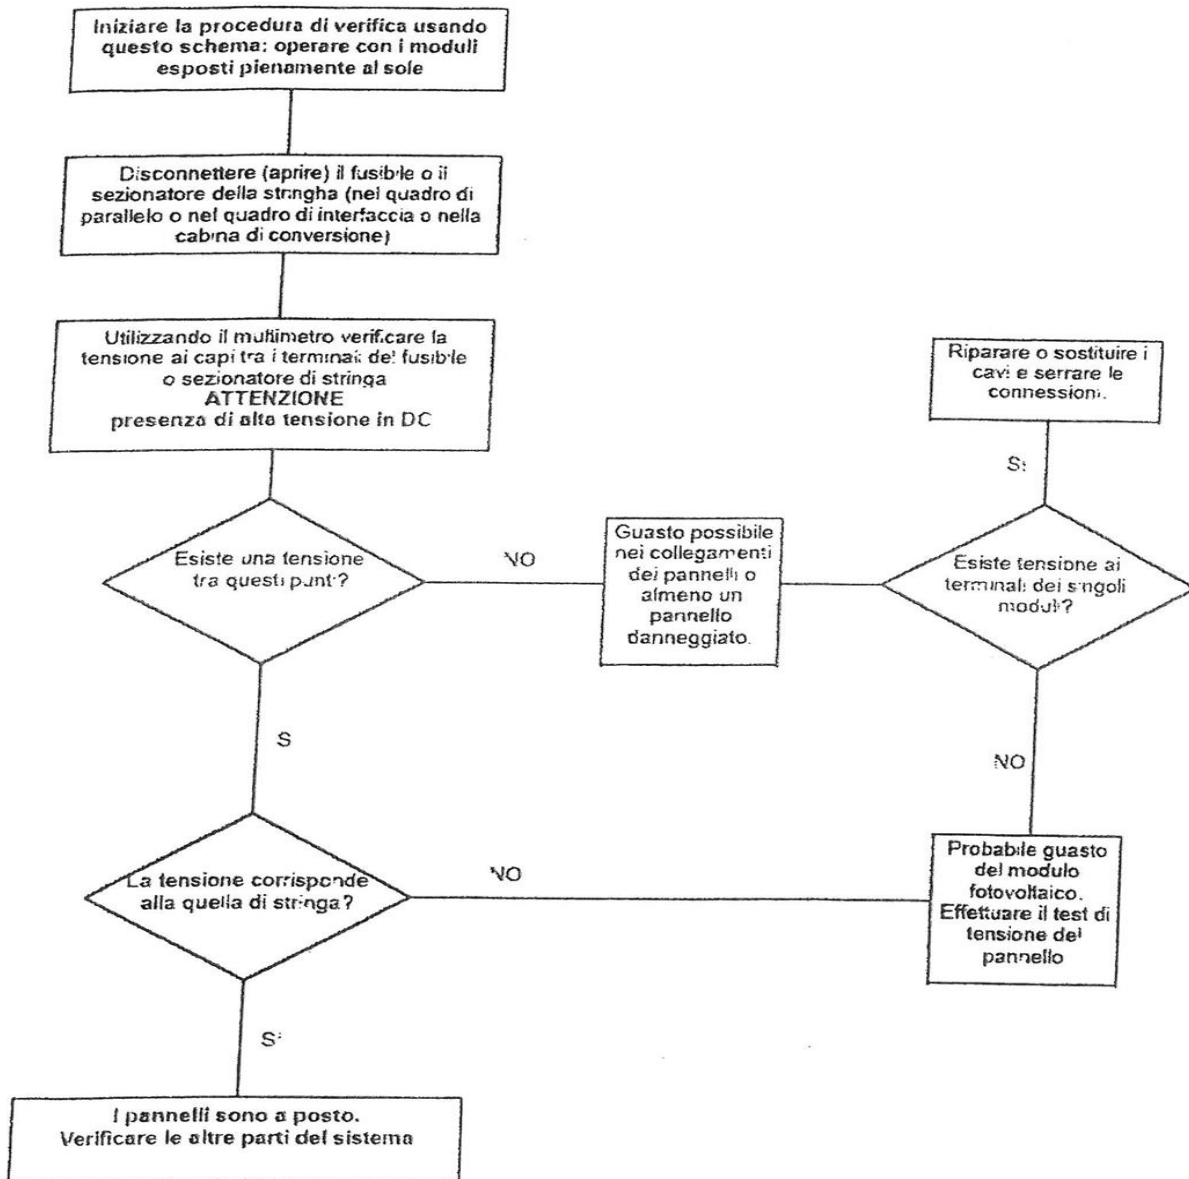 Iniziare la procedura di verifica usando
questo schema: operare con i moduli
esposti pienamente al sole
Disconnettere (aprire) il fusibile o il
sezionatore della stringha (nel quadro di
parallelo o nel quadro di interfaccia o nella
cabina di conversione)
Utilizzando il multimetro verificare la
tensione ai capi tra i terminali del fusibile
o sezionatore di stringa
ATTENZIONE
presenza di alta tensione in DC
Esiste una tensione
tra questi punti?
NO
Guasto possibile
nei collegamenti
dei pannelli o
almeno un
pannello
danneggiato.
Riparare o sostituire i
cavi e serrare le
connessioni.
Si
Esiste tensione ai
terminali dei singoli
moduli?
NO
Probabile guasto
del modulo
fotovoltaico.
Effettuare il test di
tensione del
pannello
S
La tensione corrisponde
alla quella di stringa?
NO
Si
I pannelli sono a posto.
Verificare le altre parti del sistema